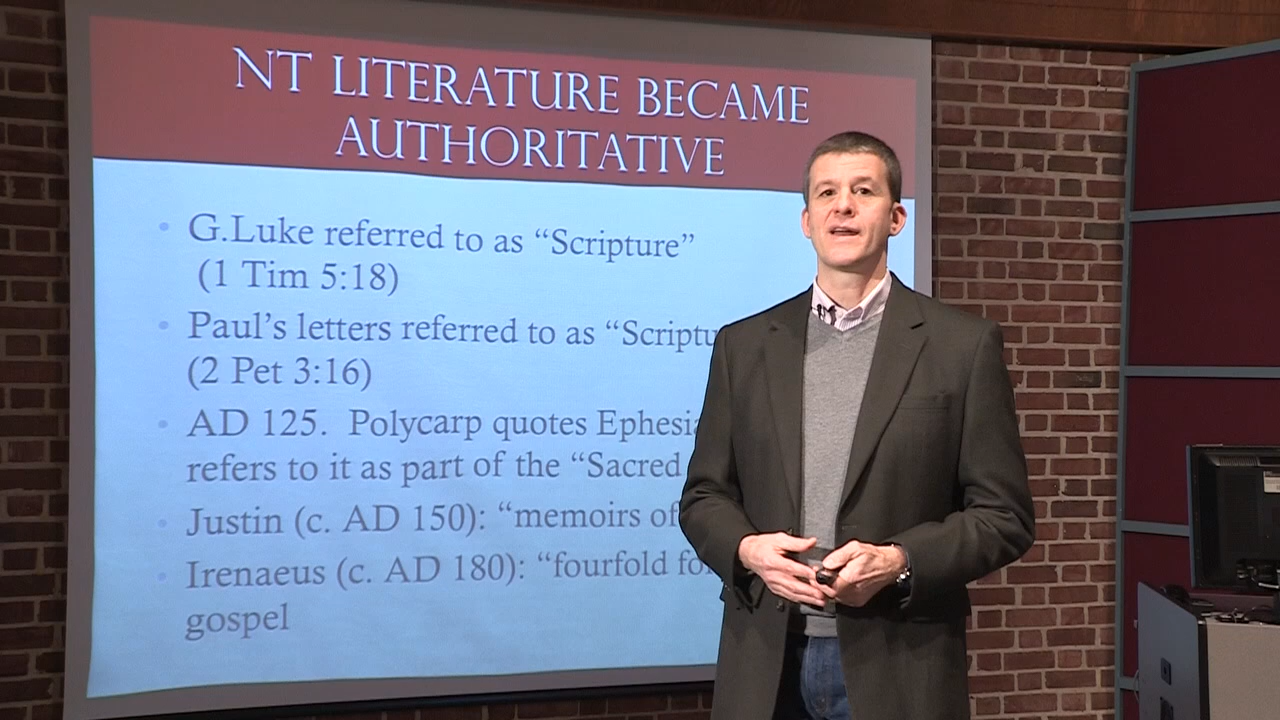 NT LITERATURE BECAME
AUTHORITATIVE
G.Luke referred to as “Scripture”
(1 Tim 5:18)
Paul’s letters referred to as “Scriptu
(2 Pet 3:16)
AD 125. Polycarp quotes Ephesi
refers to it as part of the “Sacred
Justin (c. AD 150): “memoirs of
Irenaeus (c. AD 180): “fourfold fo
gospel